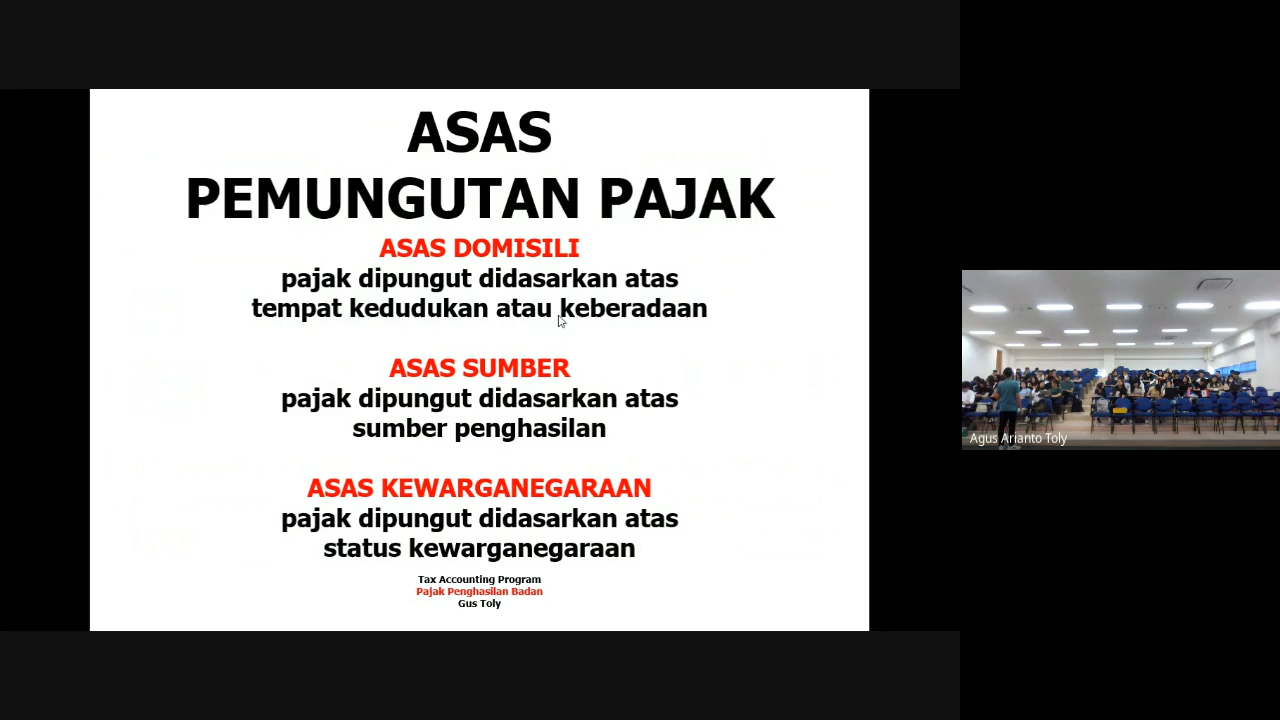 ASAS
PEMUNGUTAN PAJAK
ASAS DOMISILI
pajak dipungut didasarkan atas
tempat kedudukan atau keberadaan
ASAS SUMBER
pajak dipungut didasarkan atas
sumber penghasilan
ASAS KEWARGANEGARAAN
pajak dipungut didasarkan atas
status kewarganegaraan
Tax Accounting Program
Pajak Penghasilan Badan
Gus Toly
Agus Arianto Toly